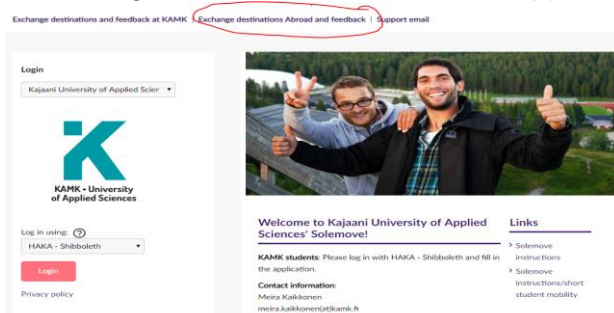 Exchange destinations and feedback at KAMK | Exchange destinations Abroad and feedback | Support email
Login
Kajaani University of Applied Scier
KAMK • University
of Applied Sciences
Log in using: ?
HAKA - Shibboleth
Login
Privacy policy
Welcome to Kajaani University of Applied
Sciences' Solemove!
KAMK students: Please log in with HAKA - Shibboleth and fill in
the application.
Contact information:
Meira Kaikkonen
meira.kaikkonen(at)kamk.fi
Links
> Solemove
instructions
> Solemove
instructions/short
student mobility